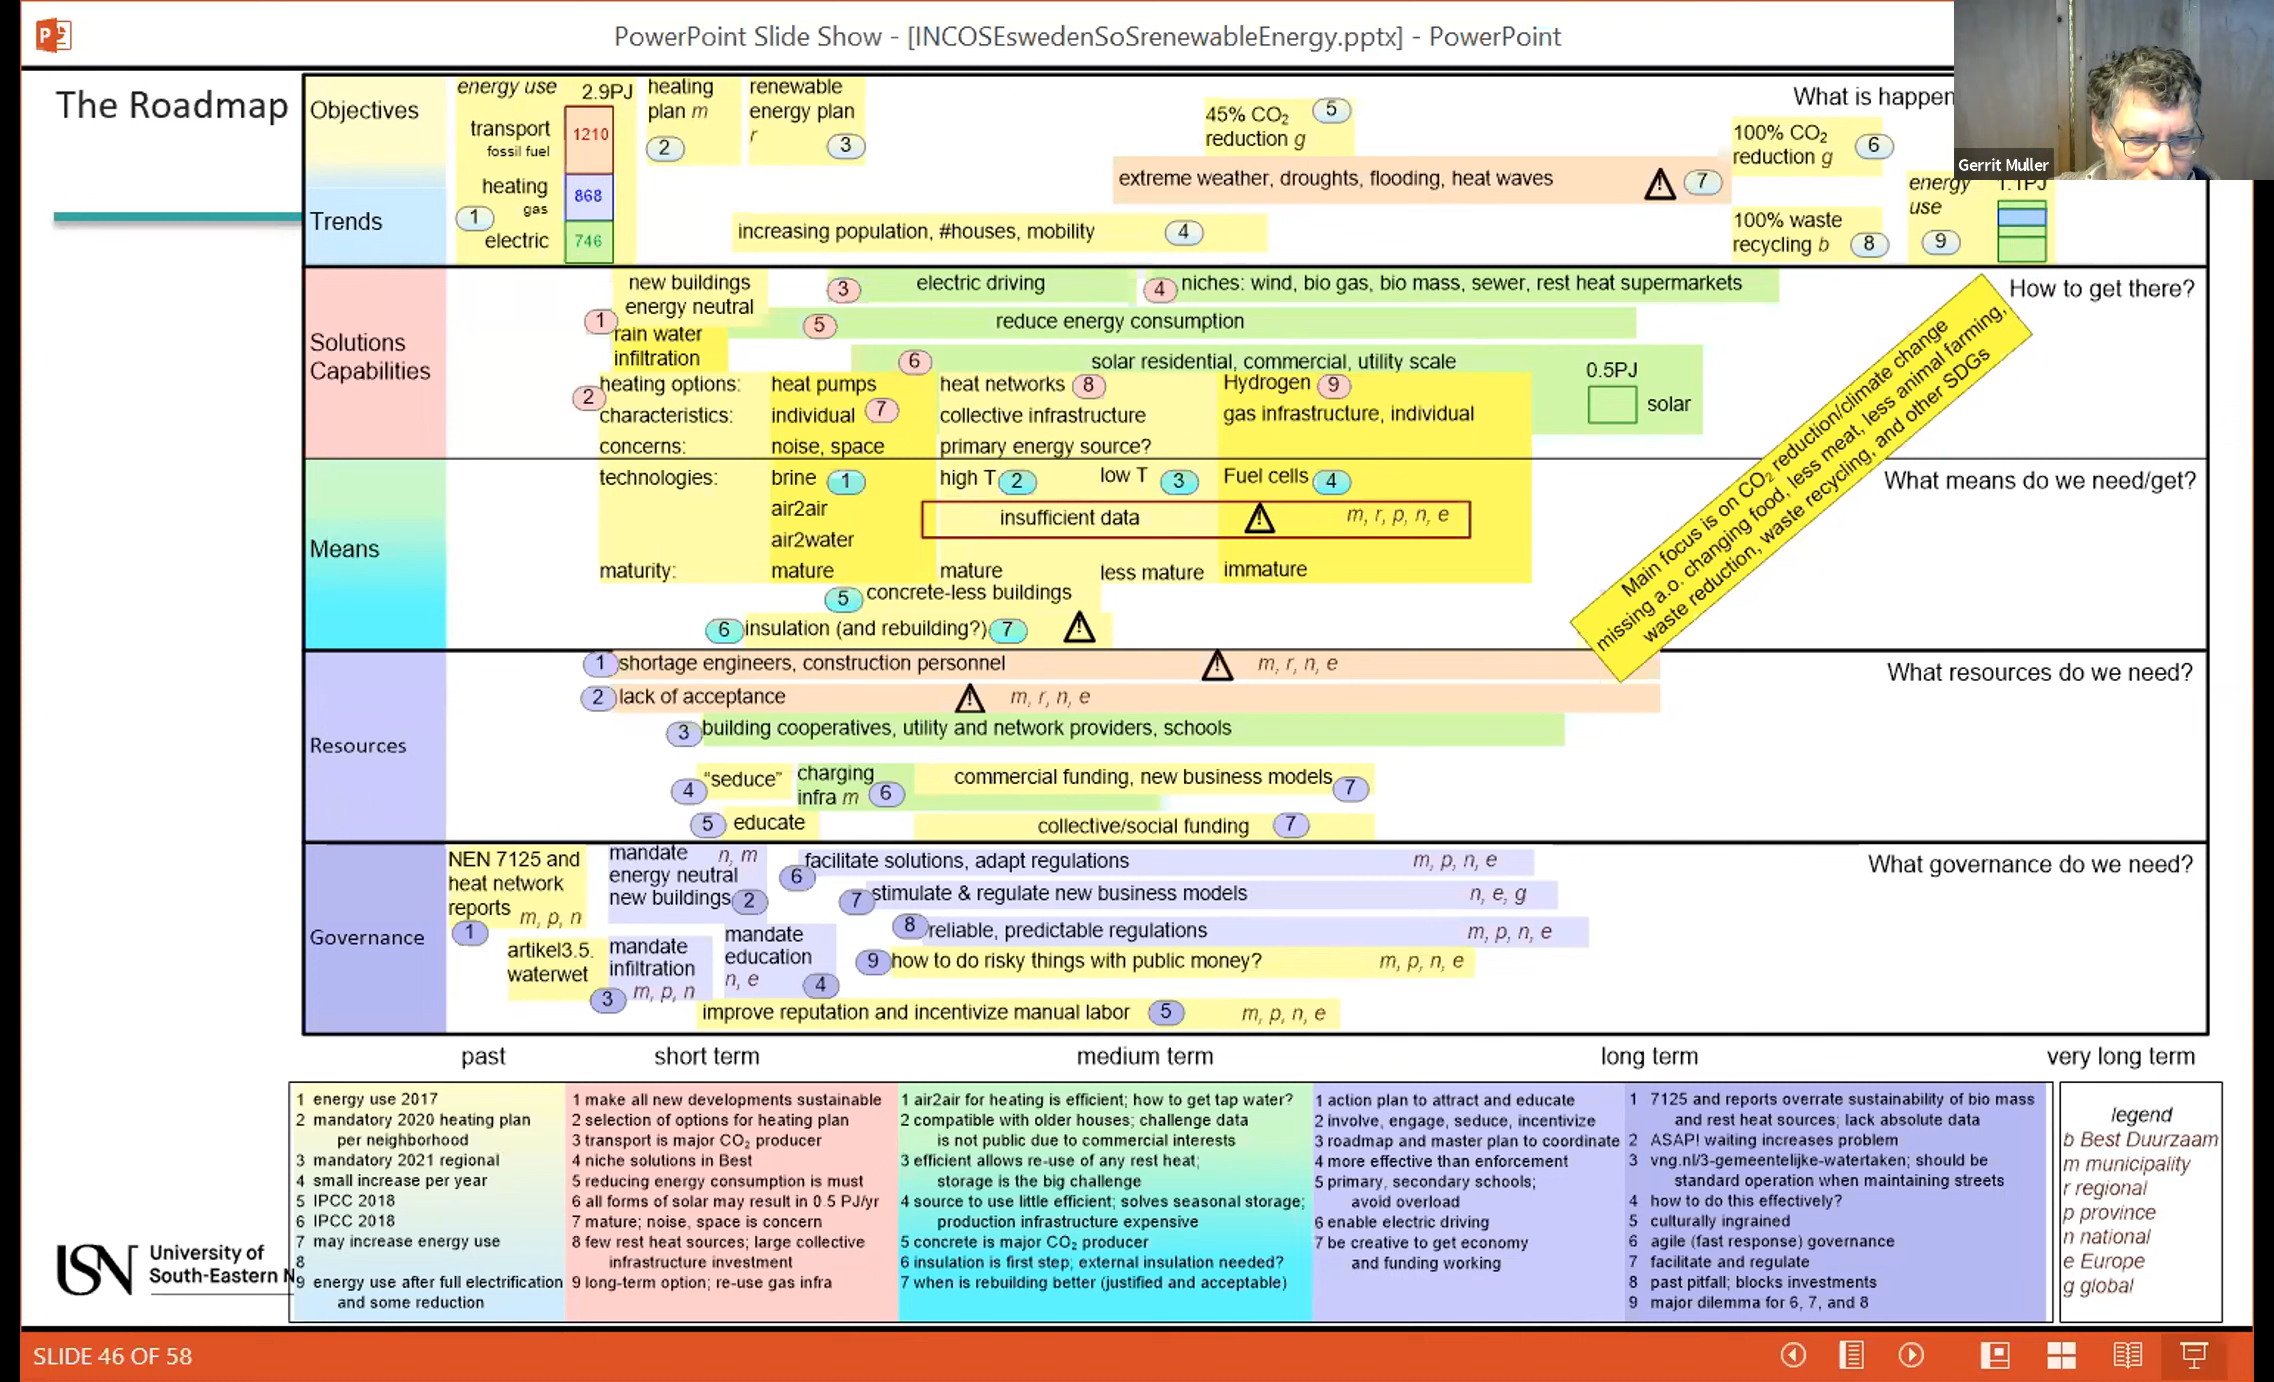 PowerPoint Slide Show - [INCOSEswedenSoSrenewableEnergy.pptx] - PowerPoint
Gerrit Muller
The Roadmap
Objectives
Trends
energy use
2.9PJ
transport
fossil fuel
1210
heating
gas
868
1
electric
746
heating
plan m
2
renewable
energy plan
r
3
45% CO₂
reduction g
5
What is happen
100% CO₂
reduction g
6
extreme weather, droughts, flooding, heat waves
7
increasing population, #houses, mobility
4
100% waste
recycling b
8
energy
use
1.1PJ
9
Solutions
Capabilities
How to get there?
new buildings
energy neutral
1
rain water
infiltration
3
electric driving
4
niches: wind, bio gas, bio mass, sewer, rest heat supermarkets
5
reduce energy consumption
6
solar residential, commercial, utility scale
0.5PJ
solar
2
heating options:
heat pumps
heat networks
8
Hydrogen
9
characteristics:
individual
7
collective infrastructure
gas infrastructure, individual
concerns:
noise, space
primary energy source?
Main focus is on CO₂ reduction/climate change
missing a.o. changing food, less meat, less animal farming,
waste reduction, waste recycling, and other SDGs
Means
What means do we need/get?
technologies:
brine
1
high T
2
low T
3
Fuel cells
4
air2air
insufficient data
m, r, p, n, e
air2water
maturity:
mature
mature
less mature
immature
5
concrete-less buildings
6
insulation (and rebuilding?)
7
Resources
What resources do we need?
1
shortage engineers, construction personnel
m, r, n, e
2
lack of acceptance
m, r, n, e
3
building cooperatives, utility and network providers, schools
4
"seduce"
charging
infra m
6
commercial funding, new business models
7
5
educate
collective/social funding
7
Governance
What governance do we need?
NEN 7125 and
heat network
reports
m, p, n
1
artikel3.5.
waterwet
mandate
n, m
energy neutral
new buildings
2
mandate
infiltration
3
m, p, n
mandate
education
n, e
4
6
facilitate solutions, adapt regulations
m, p, n, e
7
stimulate & regulate new business models
n, e, g
8
reliable, predictable regulations
m, p, n, e
9
how to do risky things with public money?
m, p, n, e
improve reputation and incentivize manual labor
5
m, p, n, e
past
short term
medium term
long term
very long term
1 energy use 2017
2 mandatory 2020 heating plan
per neighborhood
3 mandatory 2021 regional
4 small increase per year
5 IPCC 2018
6 IPCC 2018
7 may increase energy use
8
9 energy use after full electrification
and some reduction
1 make all new developments sustainable
2 selection of options for heating plan
3 transport is major CO₂ producer
4 niche solutions in Best
5 reducing energy consumption is must
6 all forms of solar may result in 0.5 PJ/yr
7 mature; noise, space is concern
8 few rest heat sources; large collective
infrastructure investment
9 long-term option; re-use gas infra
1 air2air for heating is efficient; how to get tap water?
2 compatible with older houses; challenge data
is not public due to commercial interests
3 efficient allows re-use of any rest heat;
storage is the big challenge
4 source to use little efficient; solves seasonal storage;
production infrastructure expensive
5 concrete is major CO₂ producer
6 insulation is first step; external insulation needed?
7 when is rebuilding better (justified and acceptable)
1 action plan to attract and educate
2 involve, engage, seduce, incentivize
3 roadmap and master plan to coordinate
4 more effective than enforcement
5 primary, secondary schools;
avoid overload
6 enable electric driving
7 be creative to get economy
and funding working
1 7125 and reports overrate sustainability of bio mass
and rest heat sources; lack absolute data
2 ASAP! waiting increases problem
3 vng.nl/3-gemeentelijke-watertaken; should be
standard operation when maintaining streets
4 how to do this effectively?
5 culturally ingrained
6 agile (fast response) governance
7 facilitate and regulate
8 past pitfall; blocks investments
9 major dilemma for 6, 7, and 8
legend
b Best Duurzaam
m municipality
r regional
p province
n national
e Europe
g global
USN
University of
South-Eastern N
SLIDE 46 OF 58